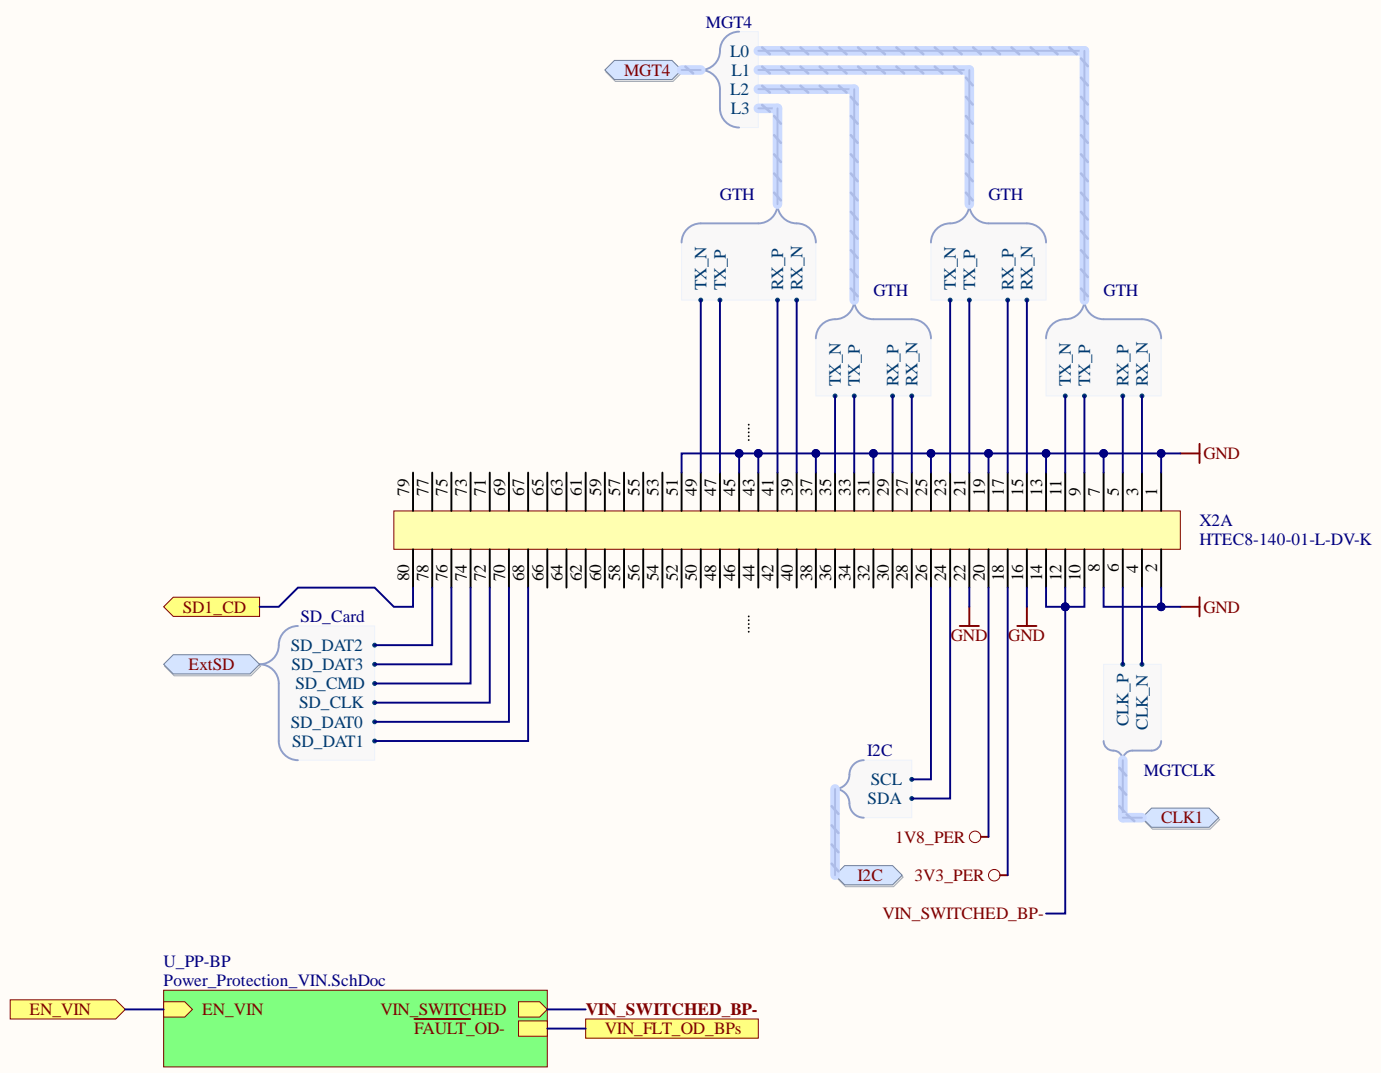 MGT4
MGT4
L0
L1
L2
L3
GTH
TX_N
TX_P
RX_P
RX_N
GTH
TX_N
TX_P
RX_P
RX_N
GTH
TX_N
TX_P
RX_P
RX_N
GTH
TX_N
TX_P
RX_P
RX_N
....
GND
79 77 75 73 71 69 67 65 63 61 59 57 55 53 51 49 47 45 43 41 39 37 35 33 31 29 27 25 23 21 19 17 15 13 11 9 7 5 3 1
X2A
HTEC8-140-01-L-DV-K
80 78 76 74 72 70 68 66 64 62 60 58 56 54 52 50 48 46 44 42 40 38 36 34 32 30 28 26 24 22 20 18 16 14 12 10 8 6 4 2
....
GND
GND
GND
SD1_CD
SD_Card
ExtSD
SD_DAT2
SD_DAT3
SD_CMD
SD_CLK
SD_DAT0
SD_DAT1
CLK_P
CLK_N
MGTCLK
CLK1
I2C
SCL
SDA
1V8_PER
I2C
3V3_PER
VIN_SWITCHED_BP-
U_PP-BP
Power_Protection_VIN.SchDoc
EN_VIN
EN_VIN
VIN_SWITCHED
VIN_SWITCHED_BP-
FAULT_OD-
VIN_FLT_OD_BPs